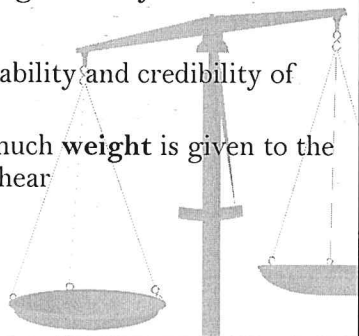 ability and credibility of
much weight is given to the
hear